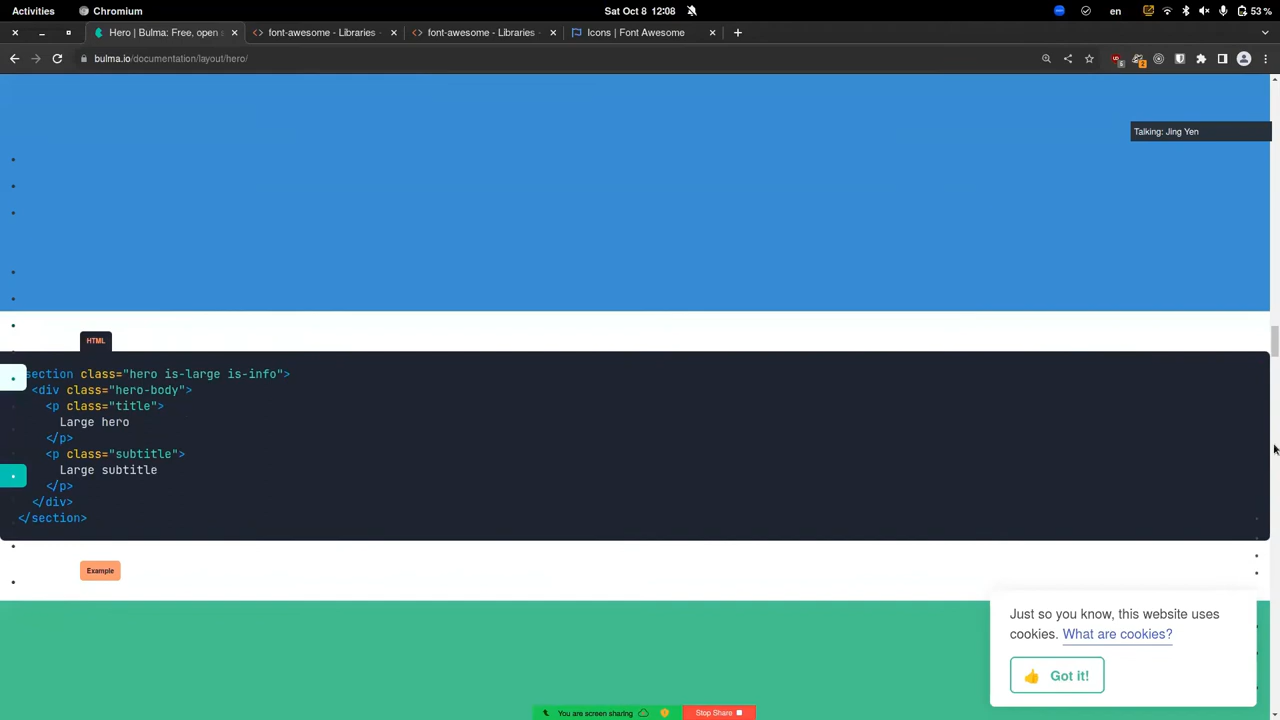 Activities
Chromium
Sat Oct 8 12:08
en
53 %
Hero | Bulma: Free, open s
font-awesome - Libraries
font-awesome - Libraries
Icons | Font Awesome
bulma.io/documentation/layout/hero/
Talking: Jing Yen
HTML
section class="hero is-large is-info">
<div class="hero-body">
<p class="title">
Large hero
</p>
<p class="subtitle">
Large subtitle
</p>
</div>
</section>
Example
Just so you know, this website uses
cookies. What are cookies?
👍 Got it!
You are screen sharing
Stop Share